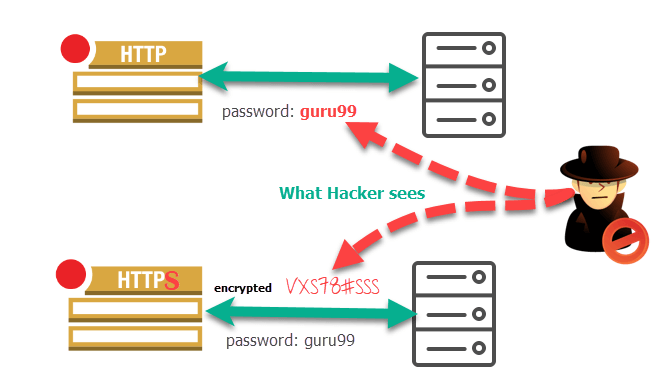 HTTP
password: guru99
What Hacker sees
HTTPS
encrypted VXS78#SSS
password: guru99